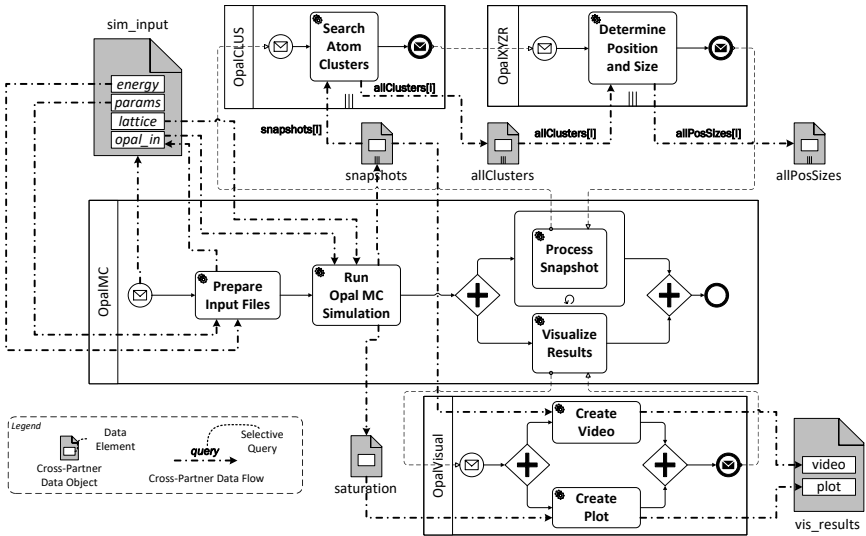 sim_input
energy
params
lattice
opal_in
OpalCLUS
Search
Atom
Clusters
OpalXYZR
Determine
Position
and Size
allClusters[i]
snapshots[i]
allClusters[i]
allPosSizes[i]
snapshots
allClusters
allPosSizes
OpalMC
Prepare
Input Files
Run
Opal MC
Simulation
Process
Snapshot
Visualize
Results
Legend
Data
Element
Cross-Partner
Data Object
query
Selective
Query
Cross-Partner Data Flow
saturation
OpalVisual
Create
Video
Create
Plot
video
plot
vis_results